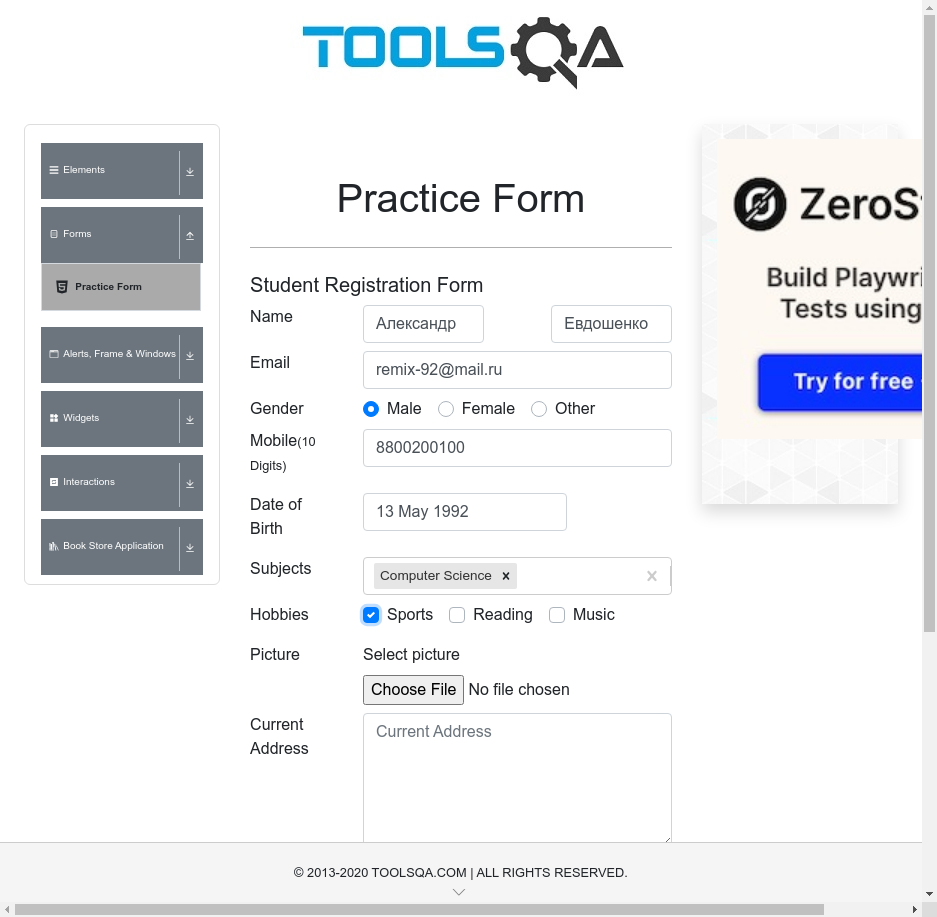 TOOLSQA
Elements
Forms
Practice Form
Alerts, Frame & Windows
Widgets
Interactions
Book Store Application
Practice Form
Student Registration Form
Name
Александр
Евдошенко
Email
remix-92@mail.ru
Gender
Male
Female
Other
Mobile(10
Digits)
8800200100
Date of
Birth
13 May 1992
Subjects
Computer Science
Hobbies
Sports
Reading
Music
Picture
Select picture
Choose File No file chosen
Current
Address
Current Address
ZeroS
Build Playwri
Tests using
Try for free
© 2013-2020 TOOLSQA.COM | ALL RIGHTS RESERVED.